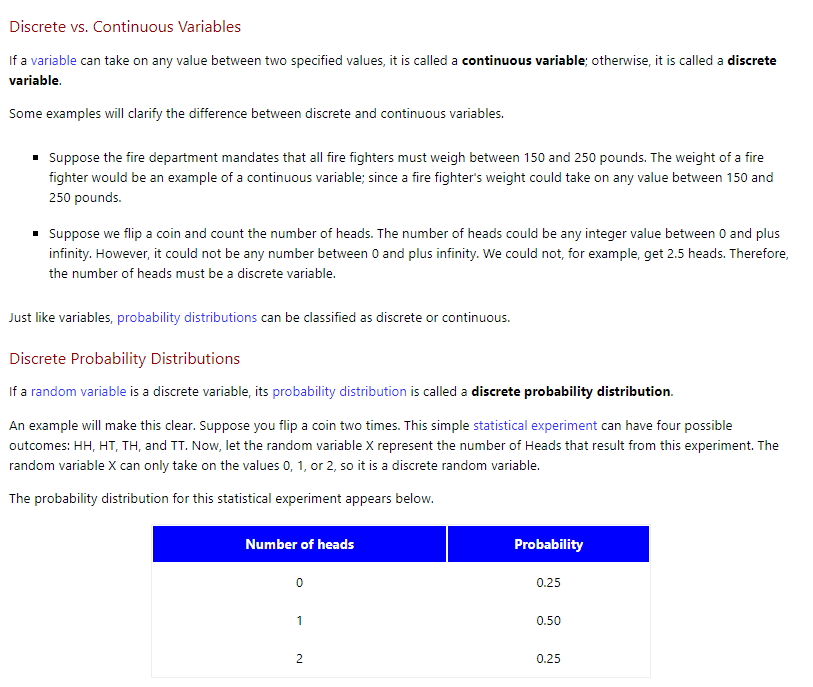 Discrete vs. Continuous Variables
If a variable can take on any value between two specified values, it is called a continuous variable; otherwise, it is called a discrete
variable.
Some examples will clarify the difference between discrete and continuous variables.
▪ Suppose the fire department mandates that all fire fighters must weigh between 150 and 250 pounds. The weight of a fire
fighter would be an example of a continuous variable; since a fire fighter's weight could take on any value between 150 and
250 pounds.
▪ Suppose we flip a coin and count the number of heads. The number of heads could be any integer value between 0 and plus
infinity. However, it could not be any number between 0 and plus infinity. We could not, for example, get 2.5 heads. Therefore,
the number of heads must be a discrete variable.
Just like variables, probability distributions can be classified as discrete or continuous.
Discrete Probability Distributions
If a random variable is a discrete variable, its probability distribution is called a discrete probability distribution.
An example will make this clear. Suppose you flip a coin two times. This simple statistical experiment can have four possible
outcomes: HH, HT, TH, and TT. Now, let the random variable X represent the number of Heads that result from this experiment. The
random variable X can only take on the values 0, 1, or 2, so it is a discrete random variable.
The probability distribution for this statistical experiment appears below.
Number of heads Probability
0 0.25
1 0.50
2 0.25